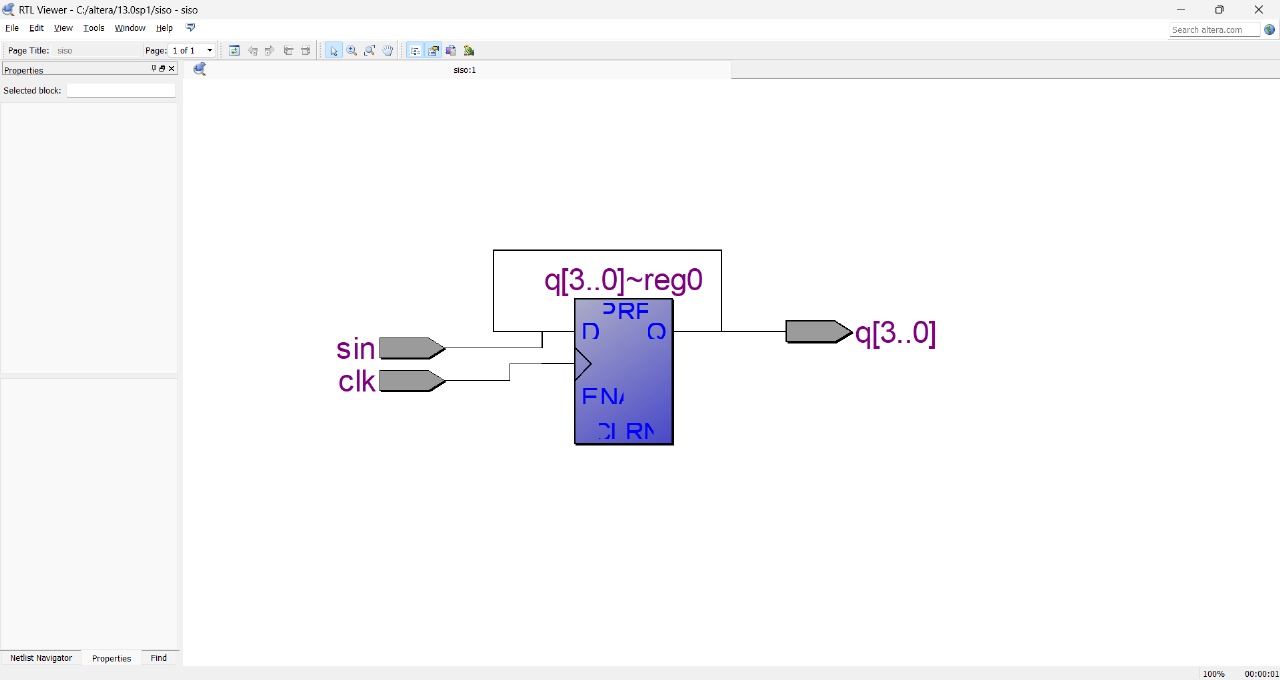 RTL Viewer - C:/altera/13.0sp1/siso - siso
File Edit View Tools Window Help
Search altera.com
Page Title: siso Page: 1 of 1
Properties
siso:1
Selected block:
q[3..0]~reg0
PRE
D Q
sin
q[3..0]
clk
ENA
CLRN
Netlist Navigator Properties Find
100% 00:00:01